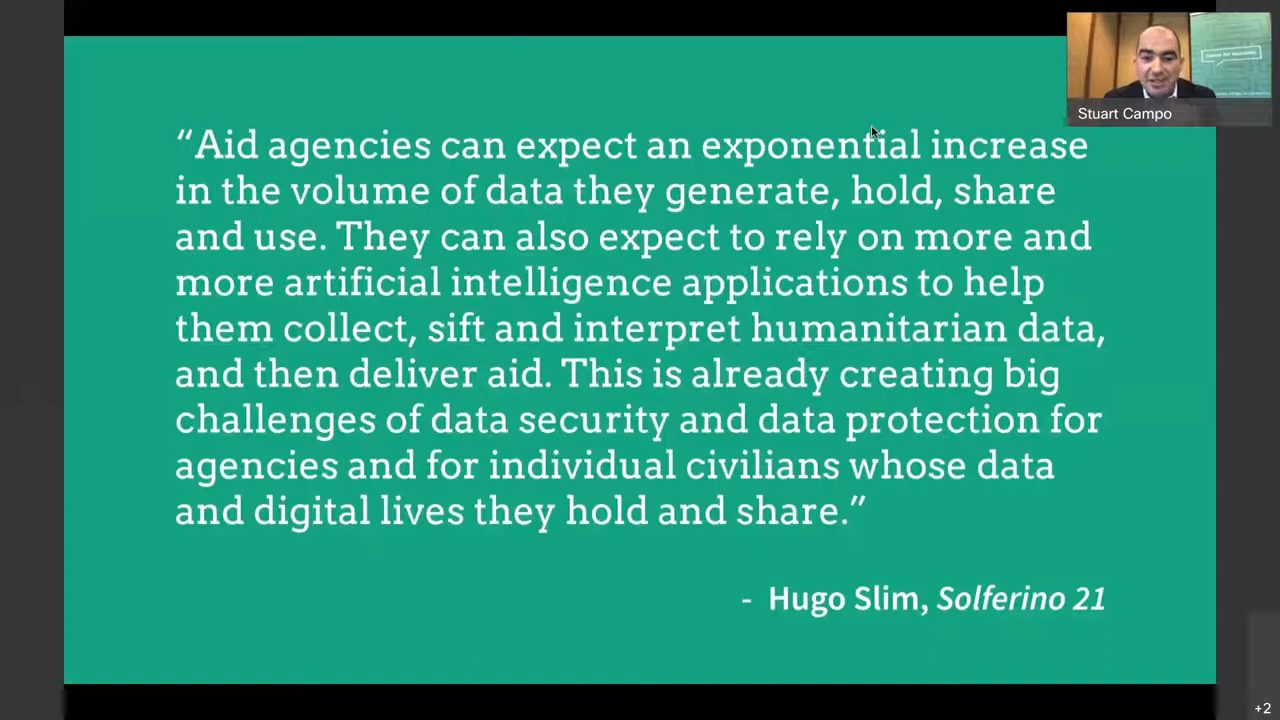 “Aid agencies can expect an exponential increase
in the volume of data they generate, hold, share
and use. They can also expect to rely on more and
more artificial intelligence applications to help
them collect, sift and interpret humanitarian data,
and then deliver aid. This is already creating big
challenges of data security and data protection for
agencies and for individual civilians whose data
and digital lives they hold and share.”
- Hugo Slim, Solferino 21
Stuart Campo
+2